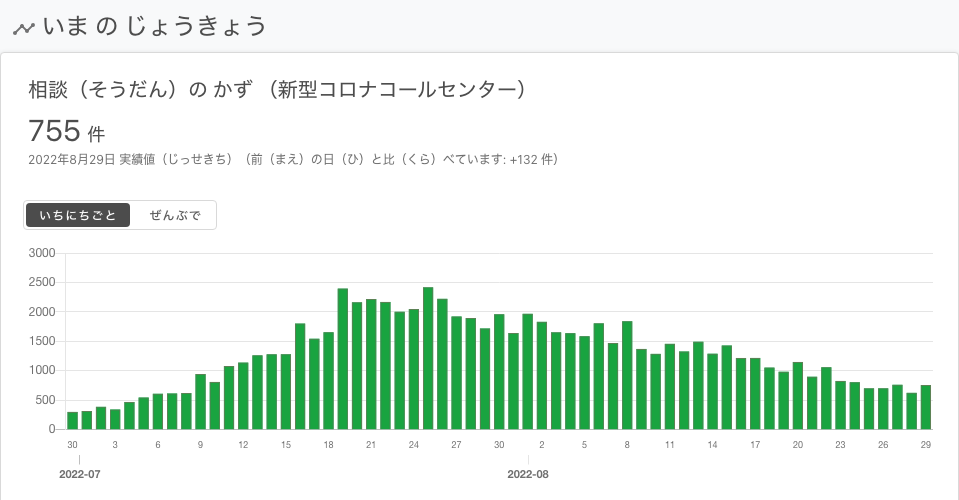 いま の じょうきょう
相談（そうだん）の かず （新型コロナコールセンター）
755 件
2022年8月29日 実績値（じっせきち）（前（まえ）の日（ひ）と比（くら）べています: +132 件）
いちにちごと ぜんぶで
3000
2500
2000
1500
1000
500
0
30 3 6 9 12 15 18 21 24 27 30 2 5 8 11 14 17 20 23 26 29
2022-07 2022-08